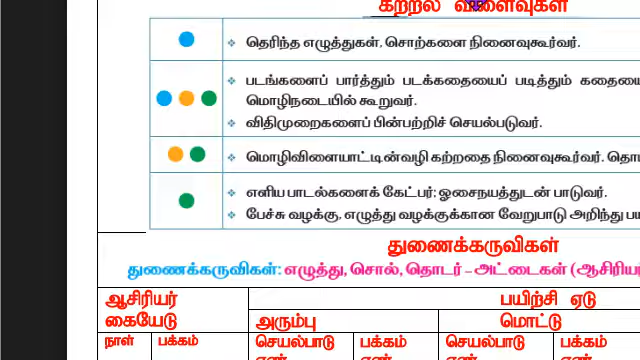 கற்றல் விளைவுகள்
❖ தெரிந்த எழுத்துகள், சொற்களை நினைவுகூர்வர்.
❖ படங்களைப் பார்த்தும் படக்கதையைப் படித்தும்
மொழிநடையில் கூறுவர்.
❖ விதிமுறைகளைப் பின்பற்றிச் செயல்படுவர்.
❖ மொழிவிளையாட்டின்வழி கற்றதை நினைவுகூர்வர்.
❖ எளிய பாடல்களைக் கேட்பர்; ஓசைநயத்துடன் பாடுவர்.
❖ பேச்சு வழக்கு, எழுத்து வழக்குக்கான வேறுபாடு அறிந்து
துணைக்கருவிகள்
துணைக்கருவிகள்: எழுத்து, சொல், தொடர் – அட்டைகள்
ஆசிரியர் கையேடு
பயிற்சி ஏடு
அரும்பு மொட்டு
நாள் பக்கம் செயல்பாடு பக்கம் செயல்பாடு பக்கம்